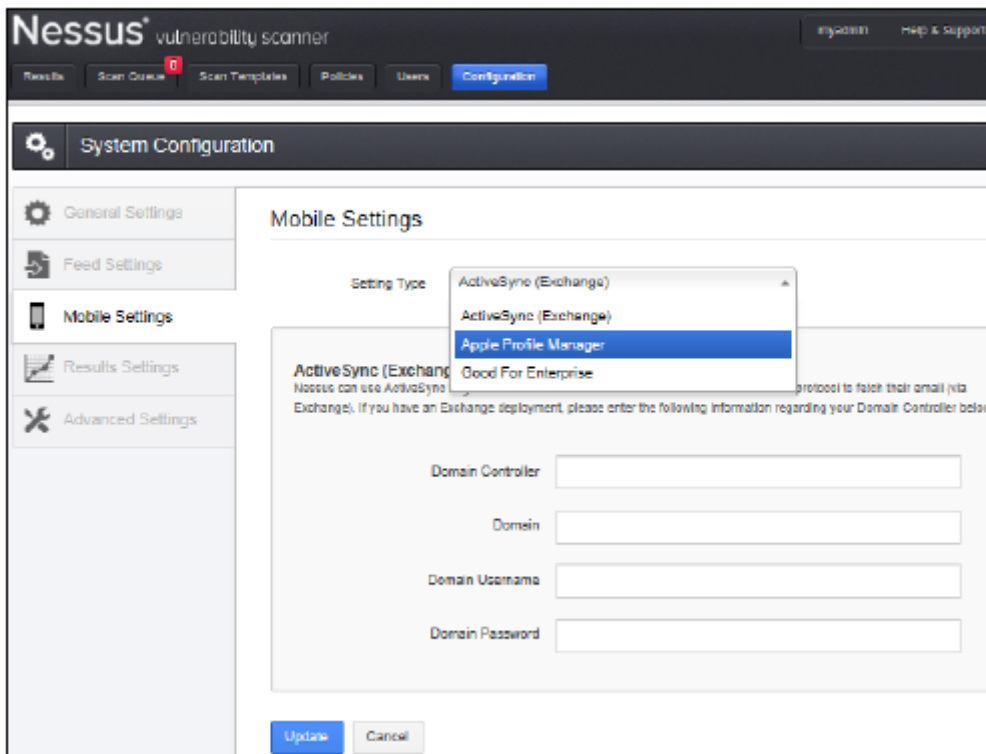 Nessus® vulnerability scanner
myadmin Help & Support
Results Scan Queue 0 Scan Templates Policies Users Configuration
System Configuration
General Settings
Feed Settings
Mobile Settings
Results Settings
Advanced Settings
Mobile Settings
Setting Type ActiveSync (Exchange)
ActiveSync (Exchange)
Apple Profile Manager
Good For Enterprise
ActiveSync (Exchang
Nessus can use ActiveSync protocol to fetch their email (via
Exchange). If you have an Exchange deployment, please enter the following information regarding your Domain Controller below
Domain Controller
Domain
Domain Username
Domain Password
Update Cancel